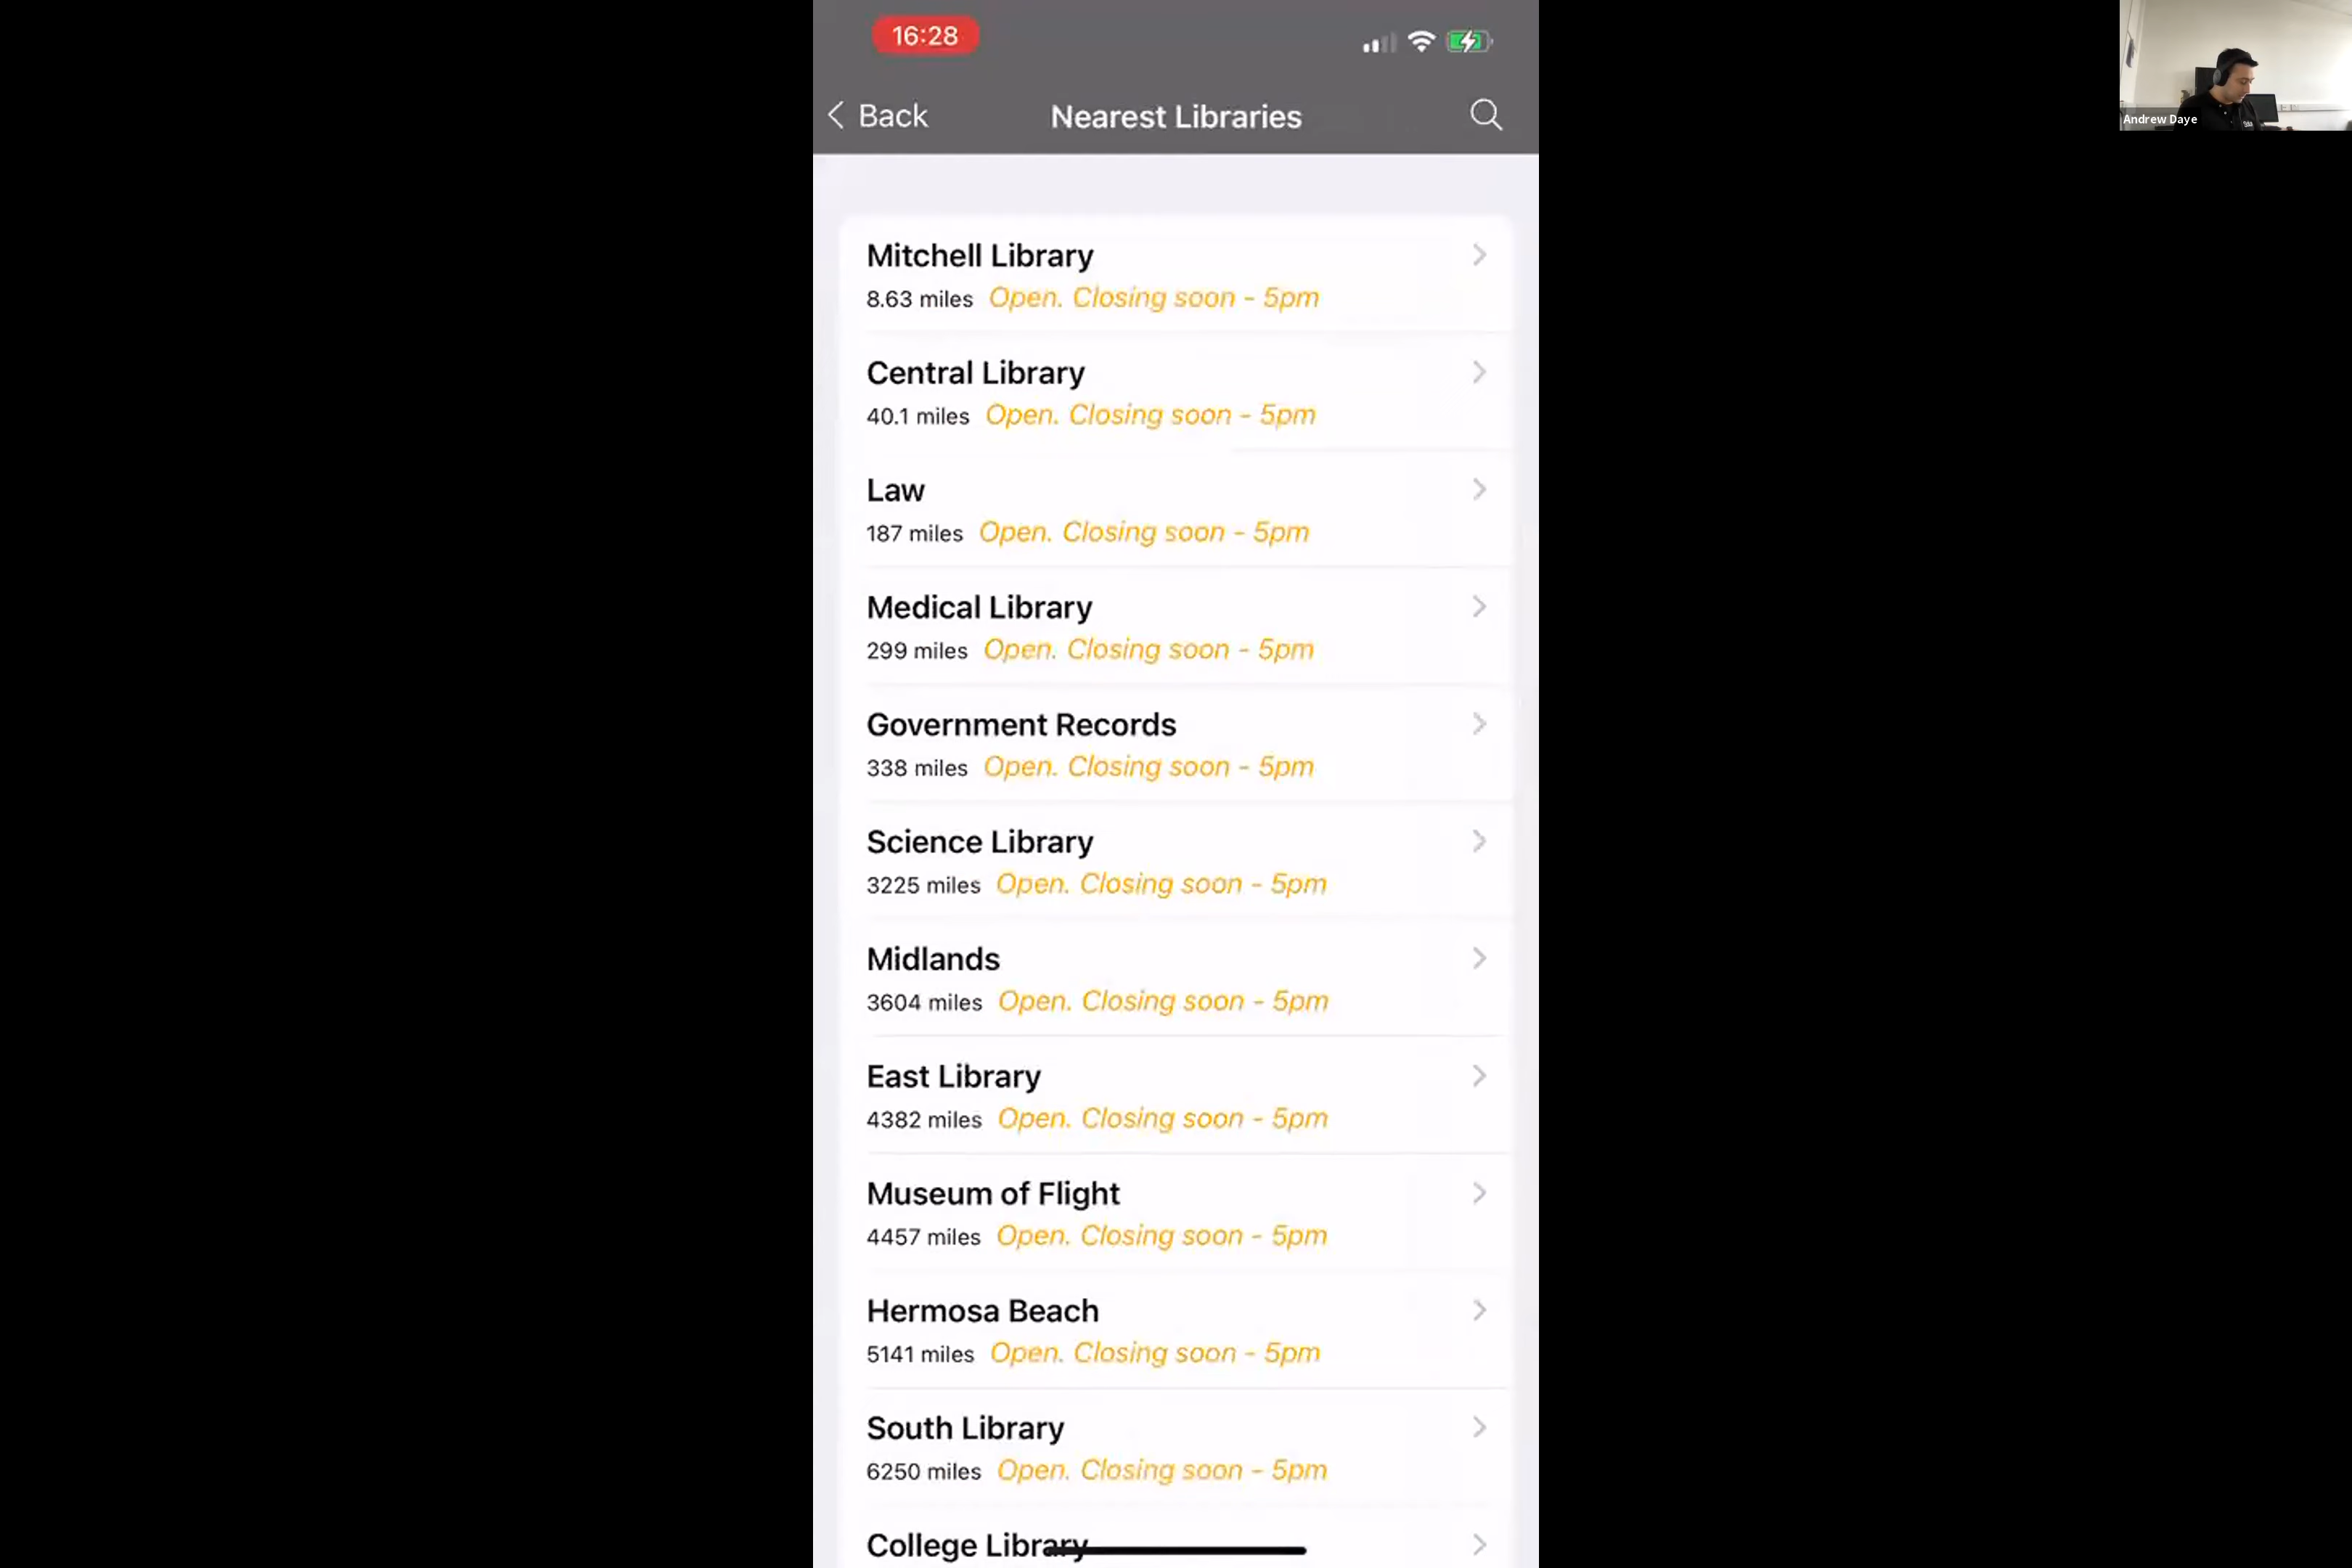 16:28
Back
Nearest Libraries
Andrew Daye
Mitchell Library
8.63 miles Open. Closing soon - 5pm
Central Library
40.1 miles Open. Closing soon - 5pm
Law
187 miles Open. Closing soon - 5pm
Medical Library
299 miles Open. Closing soon - 5pm
Government Records
338 miles Open. Closing soon - 5pm
Science Library
3225 miles Open. Closing soon - 5pm
Midlands
3604 miles Open. Closing soon - 5pm
East Library
4382 miles Open. Closing soon - 5pm
Museum of Flight
4457 miles Open. Closing soon - 5pm
Hermosa Beach
5141 miles Open. Closing soon - 5pm
South Library
6250 miles Open. Closing soon - 5pm
College Library